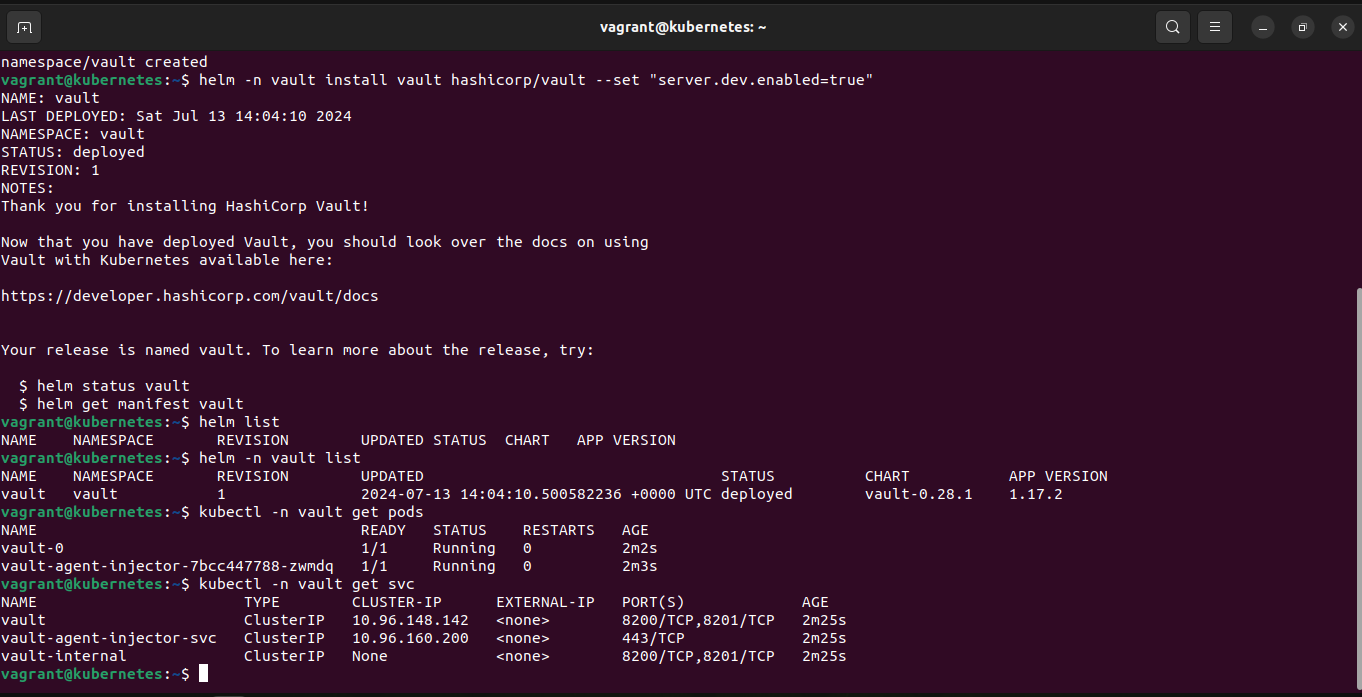 vagrant@kubernetes: ~
namespace/vault created
vagrant@kubernetes:~$ helm -n vault install vault hashicorp/vault --set "server.dev.enabled=true"
NAME: vault
LAST DEPLOYED: Sat Jul 13 14:04:10 2024
NAMESPACE: vault
STATUS: deployed
REVISION: 1
NOTES:
Thank you for installing HashiCorp Vault!
Now that you have deployed Vault, you should look over the docs on using
Vault with Kubernetes available here:
https://developer.hashicorp.com/vault/docs
Your release is named vault. To learn more about the release, try:
$ helm status vault
$ helm get manifest vault
vagrant@kubernetes:~$ helm list
NAME NAMESPACE REVISION UPDATED STATUS CHART APP VERSION
vagrant@kubernetes:~$ helm -n vault list
NAME NAMESPACE REVISION UPDATED STATUS CHART APP VERSION
vault vault 1 2024-07-13 14:04:10.500582236 +0000 UTC deployed vault-0.28.1 1.17.2
vagrant@kubernetes:~$ kubectl -n vault get pods
NAME READY STATUS RESTARTS AGE
vault-0 1/1 Running 0 2m2s
vault-agent-injector-7bcc447788-zwmdq 1/1 Running 0 2m3s
vagrant@kubernetes:~$ kubectl -n vault get svc
NAME TYPE CLUSTER-IP EXTERNAL-IP PORT(S) AGE
vault ClusterIP 10.96.148.142 <none> 8200/TCP,8201/TCP 2m25s
vault-agent-injector-svc ClusterIP 10.96.160.200 <none> 443/TCP 2m25s
vault-internal ClusterIP None <none> 8200/TCP,8201/TCP 2m25s
vagrant@kubernetes:~$